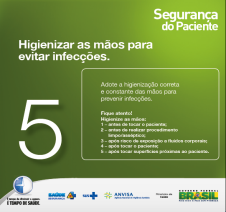 Segurança
do Paciente
Higienizar as mãos para
evitar infecções.
5
Adote a higienização correta
e constante das mãos para
prevenir infecções.
Fique atento!
Higienize as mãos:
1 – antes de tocar o paciente;
2 – antes de realizar procedimento
limpo/asséptico;
3 – após risco de exposição a fluidos corporais;
4 – após tocar o paciente;
5 – após tocar superfícies próximas ao paciente.
É TEMPO DE SAÚDE.
SAÚDE
SUS
ANVISA
Ministério da
Saúde
BRASIL